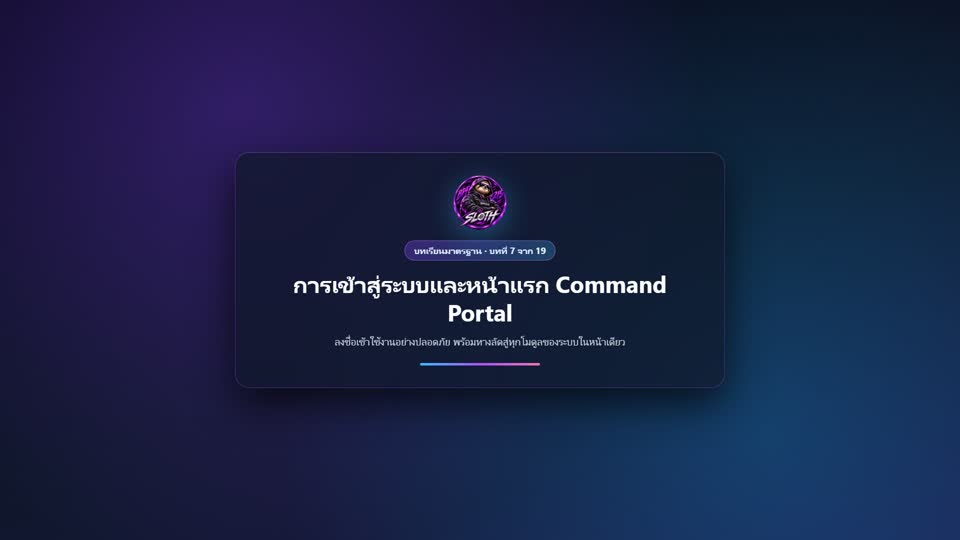 SLOTH
บทเรียนมาตรฐาน · บทที่ 7 จาก 19
การเข้าสู่ระบบและหน้าแรก Command
Portal
ลงชื่อเข้าใช้งานอย่างปลอดภัย พร้อมทางลัดสู่ทุกโมดูลของระบบในหน้าเดียว